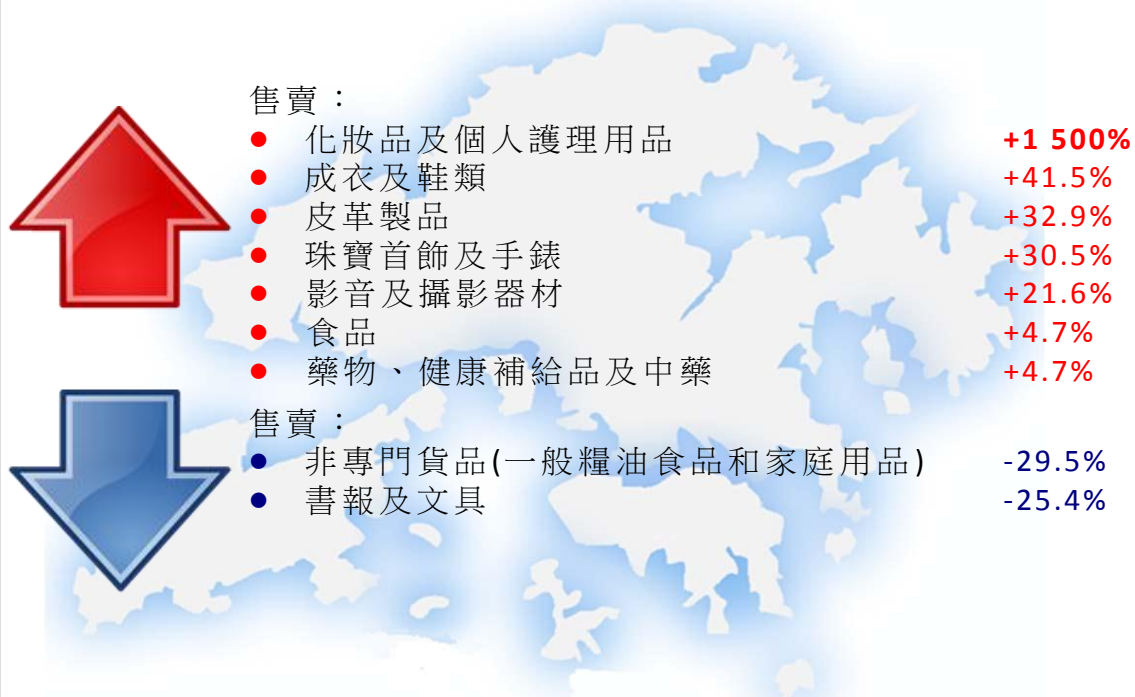 售賣：
● 化妝品及個人護理用品 +1 500%
● 成衣及鞋類 +41.5%
● 皮革製品 +32.9%
● 珠寶首飾及手錶 +30.5%
● 影音及攝影器材 +21.6%
● 食品 +4.7%
● 藥物、健康補給品及中藥 +4.7%
售賣：
● 非專門貨品(一般糧油食品和家庭用品) -29.5%
● 書報及文具 -25.4%